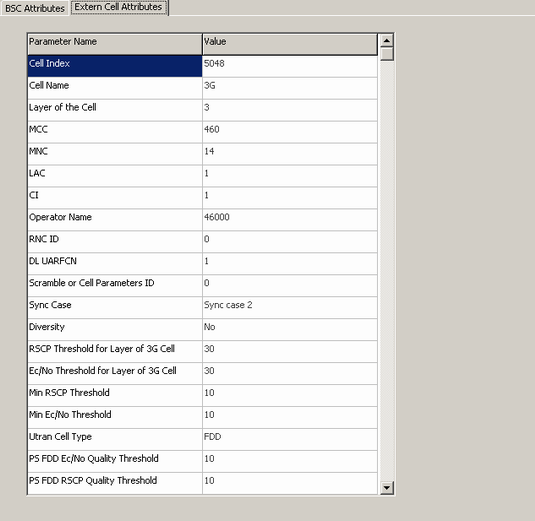 BSC Attributes Extern Cell Attributes
Parameter Name Value
Cell Index 5048
Cell Name 3G
Layer of the Cell 3
MCC 460
MNC 14
LAC 1
CI 1
Operator Name 46000
RNC ID 0
DL UARFCN 1
Scramble or Cell Parameters ID 0
Sync Case Sync case 2
Diversity No
RSCP Threshold for Layer of 3G Cell 30
Ec/No Threshold for Layer of 3G Cell 30
Min RSCP Threshold 10
Min Ec/No Threshold 10
Utran Cell Type FDD
PS FDD Ec/No Quality Threshold 10
PS FDD RSCP Quality Threshold 10